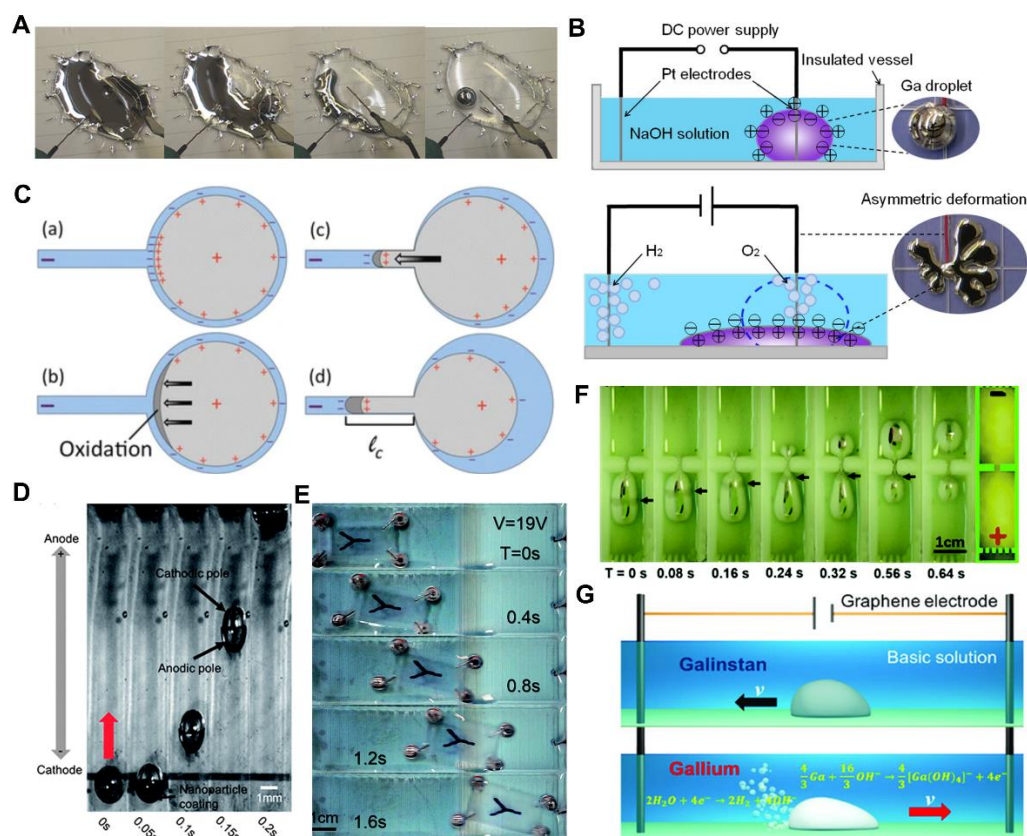 A
B
DC power supply
Insulated vessel
Pt electrodes
Ga droplet
NaOH solution
Asymmetric deformation
H2
O2
C
(a)
(c)
(b)
(d)
Oxidation
ℓc
D
Anode
+
Cathodic pole
Anodic pole
-
Cathode
Nanoparticle
coating
1mm
0s
0.05s
0.1s
0.15s
0.2s
E
V=19V
T=0s
0.4s
0.8s
1.2s
1.6s
1cm
F
1cm
T = 0 s
0.08 s
0.16 s
0.24 s
0.32 s
0.56 s
0.64 s
G
Graphene electrode
Galinstan
Basic solution
v
Gallium
4/3 Ga + 16/3 OH⁻ → 4/3 [Ga(OH)4]⁻ + 4e⁻
2H2O + 4e⁻ → 2H2 +
v